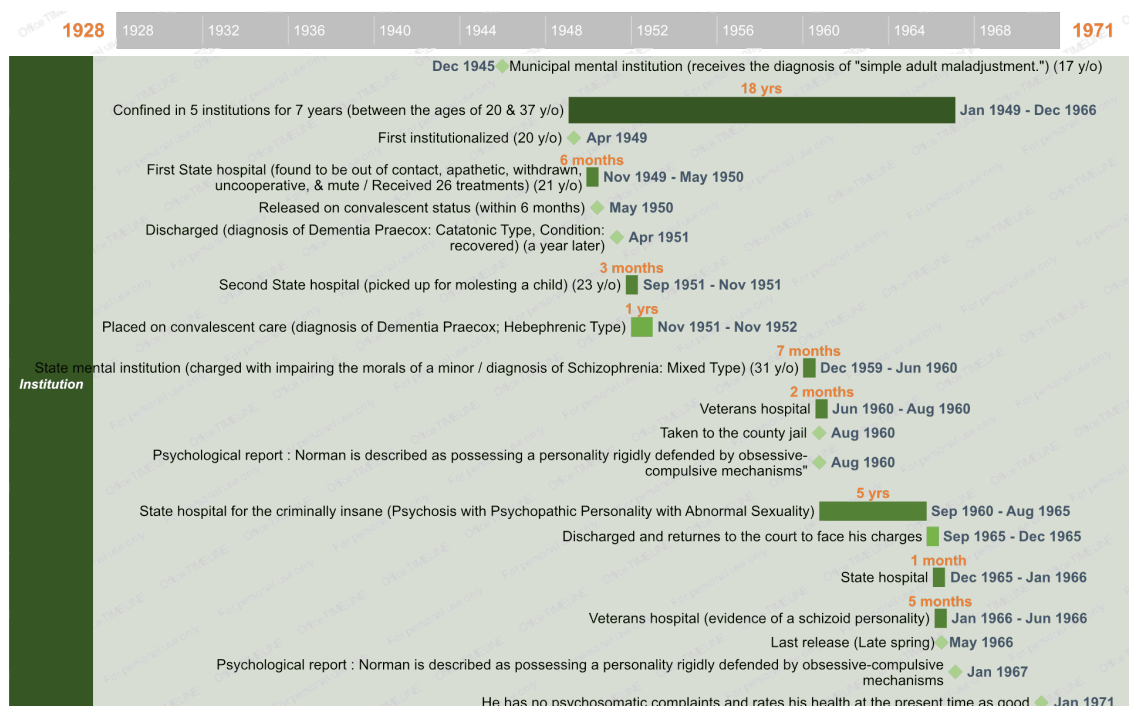 1928 1928 1932 1936 1940 1944 1948 1952 1956 1960 1964 1968 1971
Dec 1945 Municipal mental institution (receives the diagnosis of "simple adult maladjustment.") (17 y/o)
18 yrs
Confined in 5 institutions for 7 years (between the ages of 20 & 37 y/o) Jan 1949 - Dec 1966
First institutionalized (20 y/o) Apr 1949
6 months
First State hospital (found to be out of contact, apathetic, withdrawn,
uncooperative, & mute / Received 26 treatments) (21 y/o) Nov 1949 - May 1950
Released on convalescent status (within 6 months) May 1950
Discharged (diagnosis of Dementia Praecox: Catatonic Type, Condition:
recovered) (a year later) Apr 1951
3 months
Second State hospital (picked up for molesting a child) (23 y/o) Sep 1951 - Nov 1951
1 yrs
Placed on convalescent care (diagnosis of Dementia Praecox; Hebephrenic Type) Nov 1951 - Nov 1952
7 months
State mental institution (charged with impairing the morals of a minor / diagnosis of Schizophrenia: Mixed Type) (31 y/o) Dec 1959 - Jun 1960
Institution
2 months
Veterans hospital Jun 1960 - Aug 1960
Taken to the county jail Aug 1960
Psychological report : Norman is described as possessing a personality rigidly defended by obsessive-
compulsive mechanisms" Aug 1960
5 yrs
State hospital for the criminally insane (Psychosis with Psychopathic Personality with Abnormal Sexuality) Sep 1960 - Aug 1965
Discharged and returnes to the court to face his charges Sep 1965 - Dec 1965
1 month
State hospital Dec 1965 - Jan 1966
5 months
Veterans hospital (evidence of a schizoid personality) Jan 1966 - Jun 1966
Last release (Late spring) May 1966
Psychological report : Norman is described as possessing a personality rigidly defended by obsessive-compulsive
mechanisms Jan 1967
He has no psychosomatic complaints and rates his health at the present time as good Jan 1971